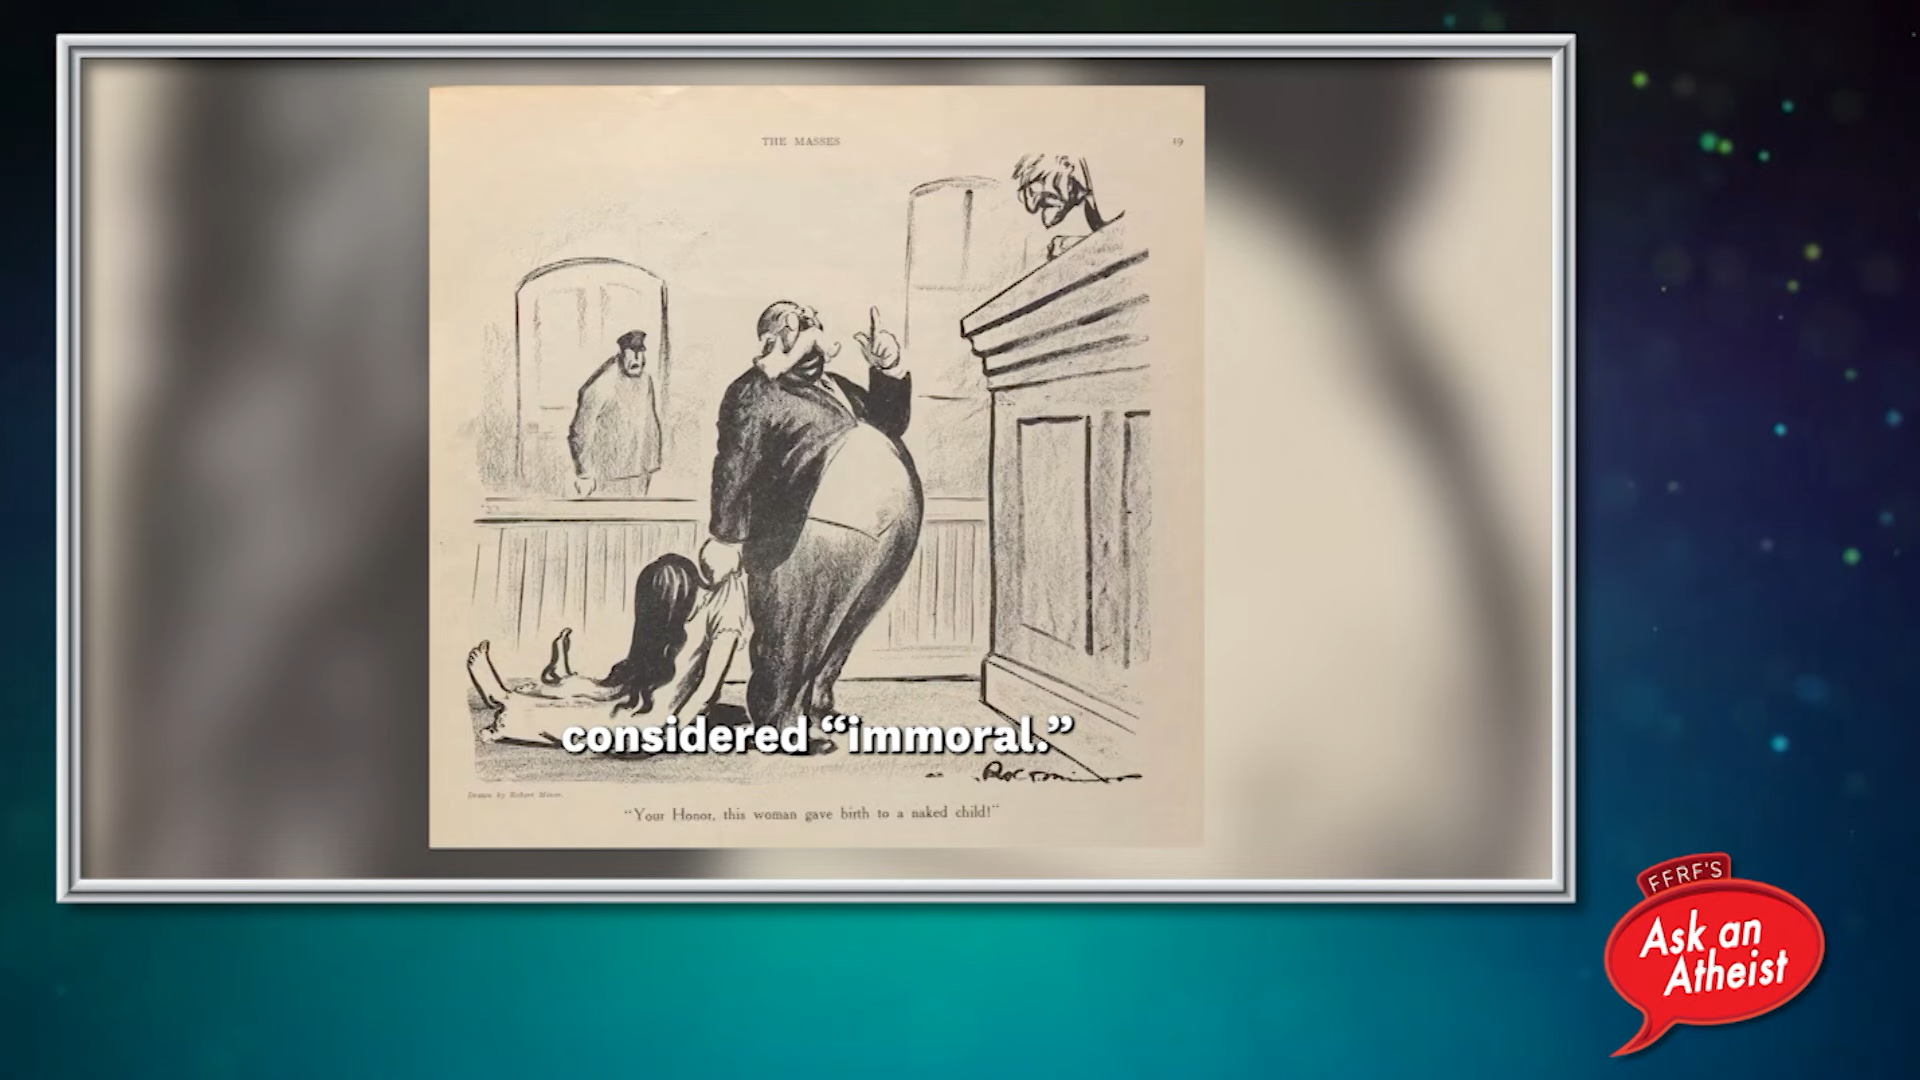 THE MASSES
19
considered “immoral.”
Drawn by Robert Minor.
"Your Honor, this woman gave birth to a naked child!"
FFRF'S
Ask an
Atheist